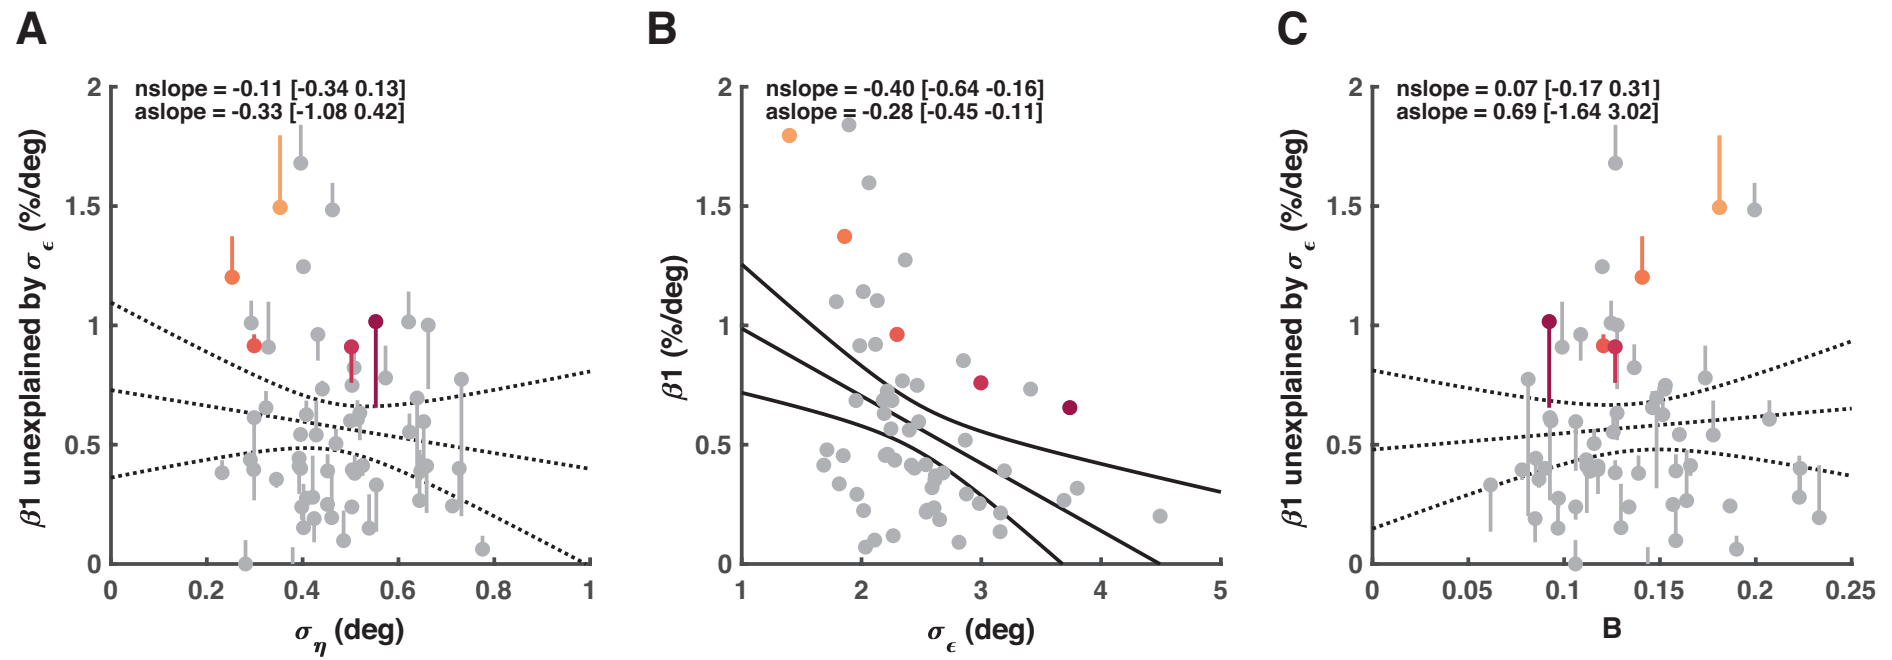 A
nslope = -0.11 [-0.34 0.13]
aslope = -0.33 [-1.08 0.42]
β1 unexplained by σϵ (%/deg)
2
1.5
1
0.5
0
0 0.2 0.4 0.6 0.8 1
ση (deg)
B
nslope = -0.40 [-0.64 -0.16]
aslope = -0.28 [-0.45 -0.11]
β1 (%/deg)
2
1.5
1
0.5
0
1 2 3 4 5
σϵ (deg)
C
nslope = 0.07 [-0.17 0.31]
aslope = 0.69 [-1.64 3.02]
β1 unexplained by σϵ (%/deg)
2
1.5
1
0.5
0
0 0.05 0.1 0.15 0.2 0.25
B